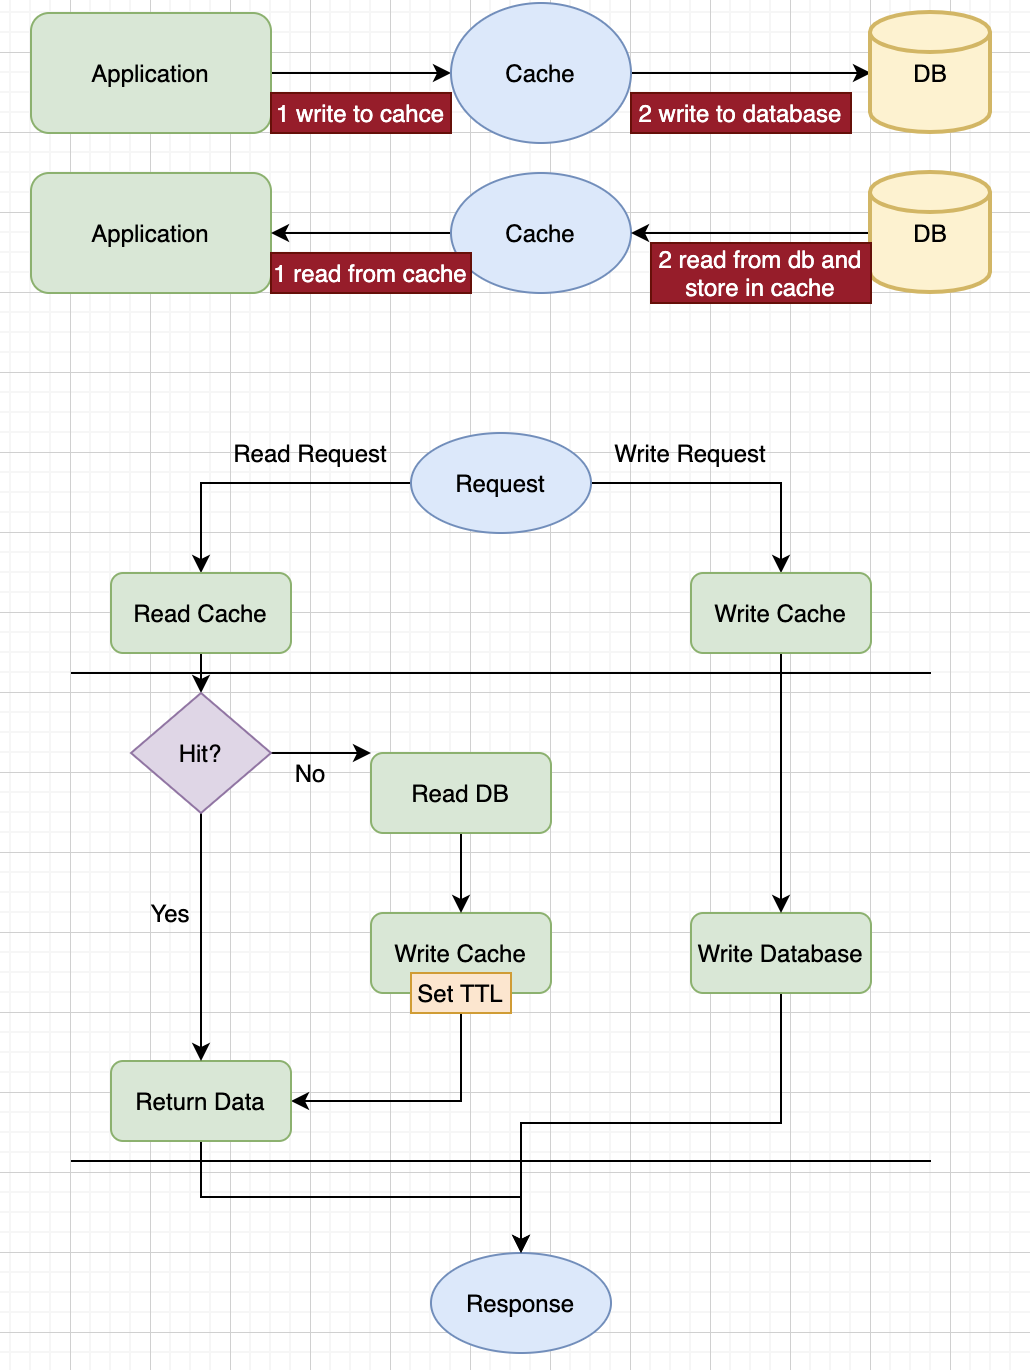 Application
Cache
DB
1 write to cahce
2 write to database
Application
Cache
DB
1 read from cache
2 read from db and
store in cache
Read Request
Request
Write Request
Read Cache
Write Cache
Hit?
No
Read DB
Yes
Write Cache
Set TTL
Write Database
Return Data
Response